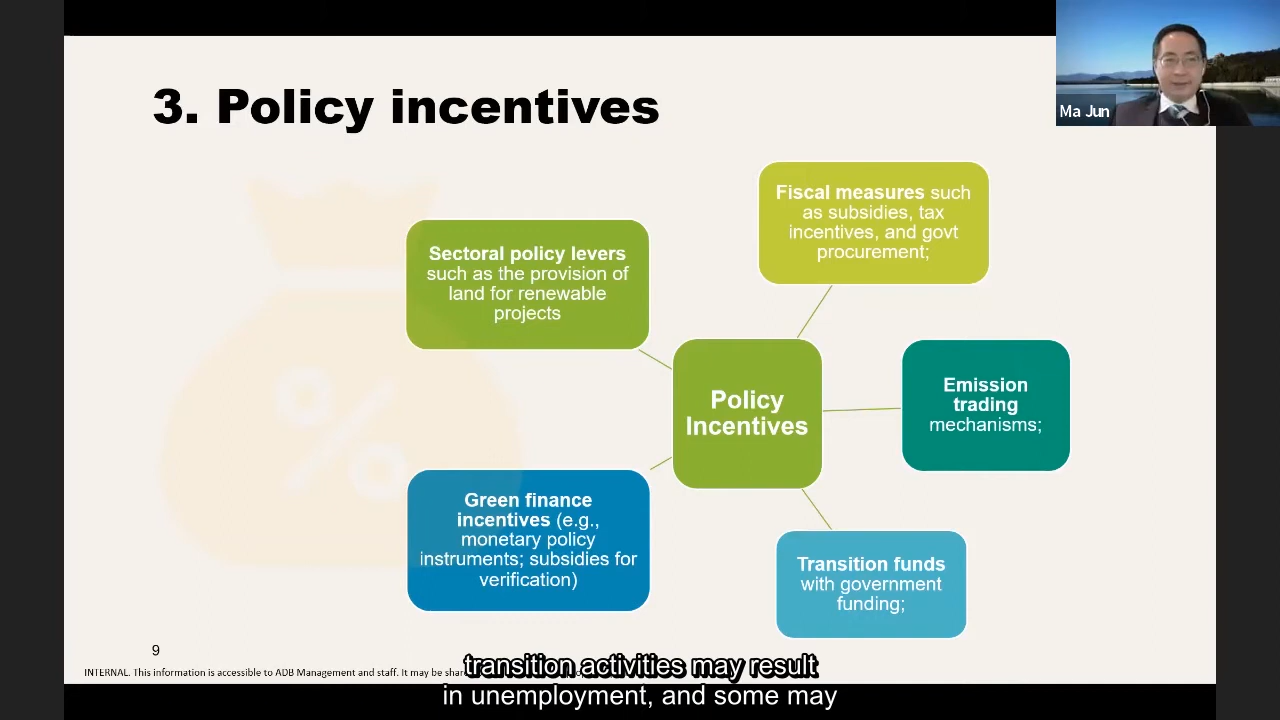 3. Policy incentives
Ma Jun
Fiscal measures such
as subsidies, tax
incentives, and govt
procurement;
Sectoral policy levers
such as the provision of
land for renewable
projects
Policy
Incentives
Emission
trading
mechanisms;
Green finance
incentives (e.g.,
monetary policy
instruments; subsidies for
verification)
Transition funds
with government
funding;
%
9
INTERNAL. This information is accessible to ADB Management and staff. It may be
transition activities may result
in unemployment, and some may